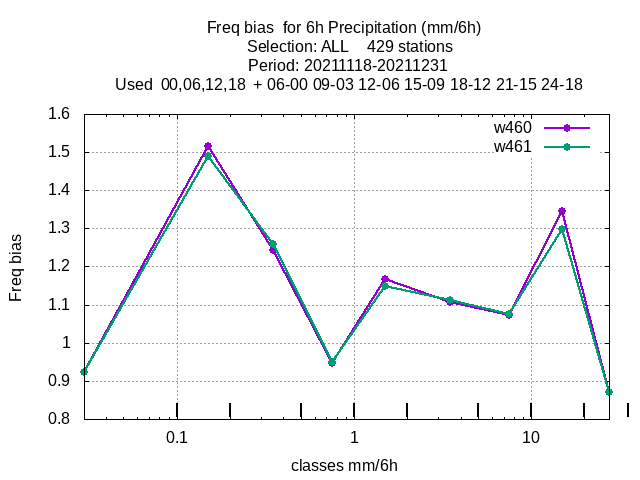 Freq bias  for 6h Precipitation (mm/6h)
Selection: ALL    429 stations
Period: 20211118-20211231
Used  00,06,12,18  + 06-00 09-03 12-06 15-09 18-12 21-15 24-18
w460
w461
1.6
1.5
1.4
1.3
1.2
1.1
1
0.9
0.8
Freq bias
0.1 1 10
classes mm/6h